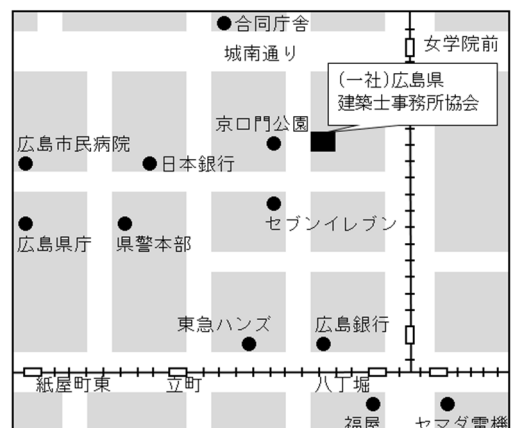 合同庁舎
女学院前
城南通り
(一社)広島県
建築士事務所協会
京口門公園
広島市民病院
日本銀行
セブンイレブン
広島県庁
県警本部
東急ハンズ
広島銀行
紙屋町東
立町
八丁堀
福屋
ヤマダ電機